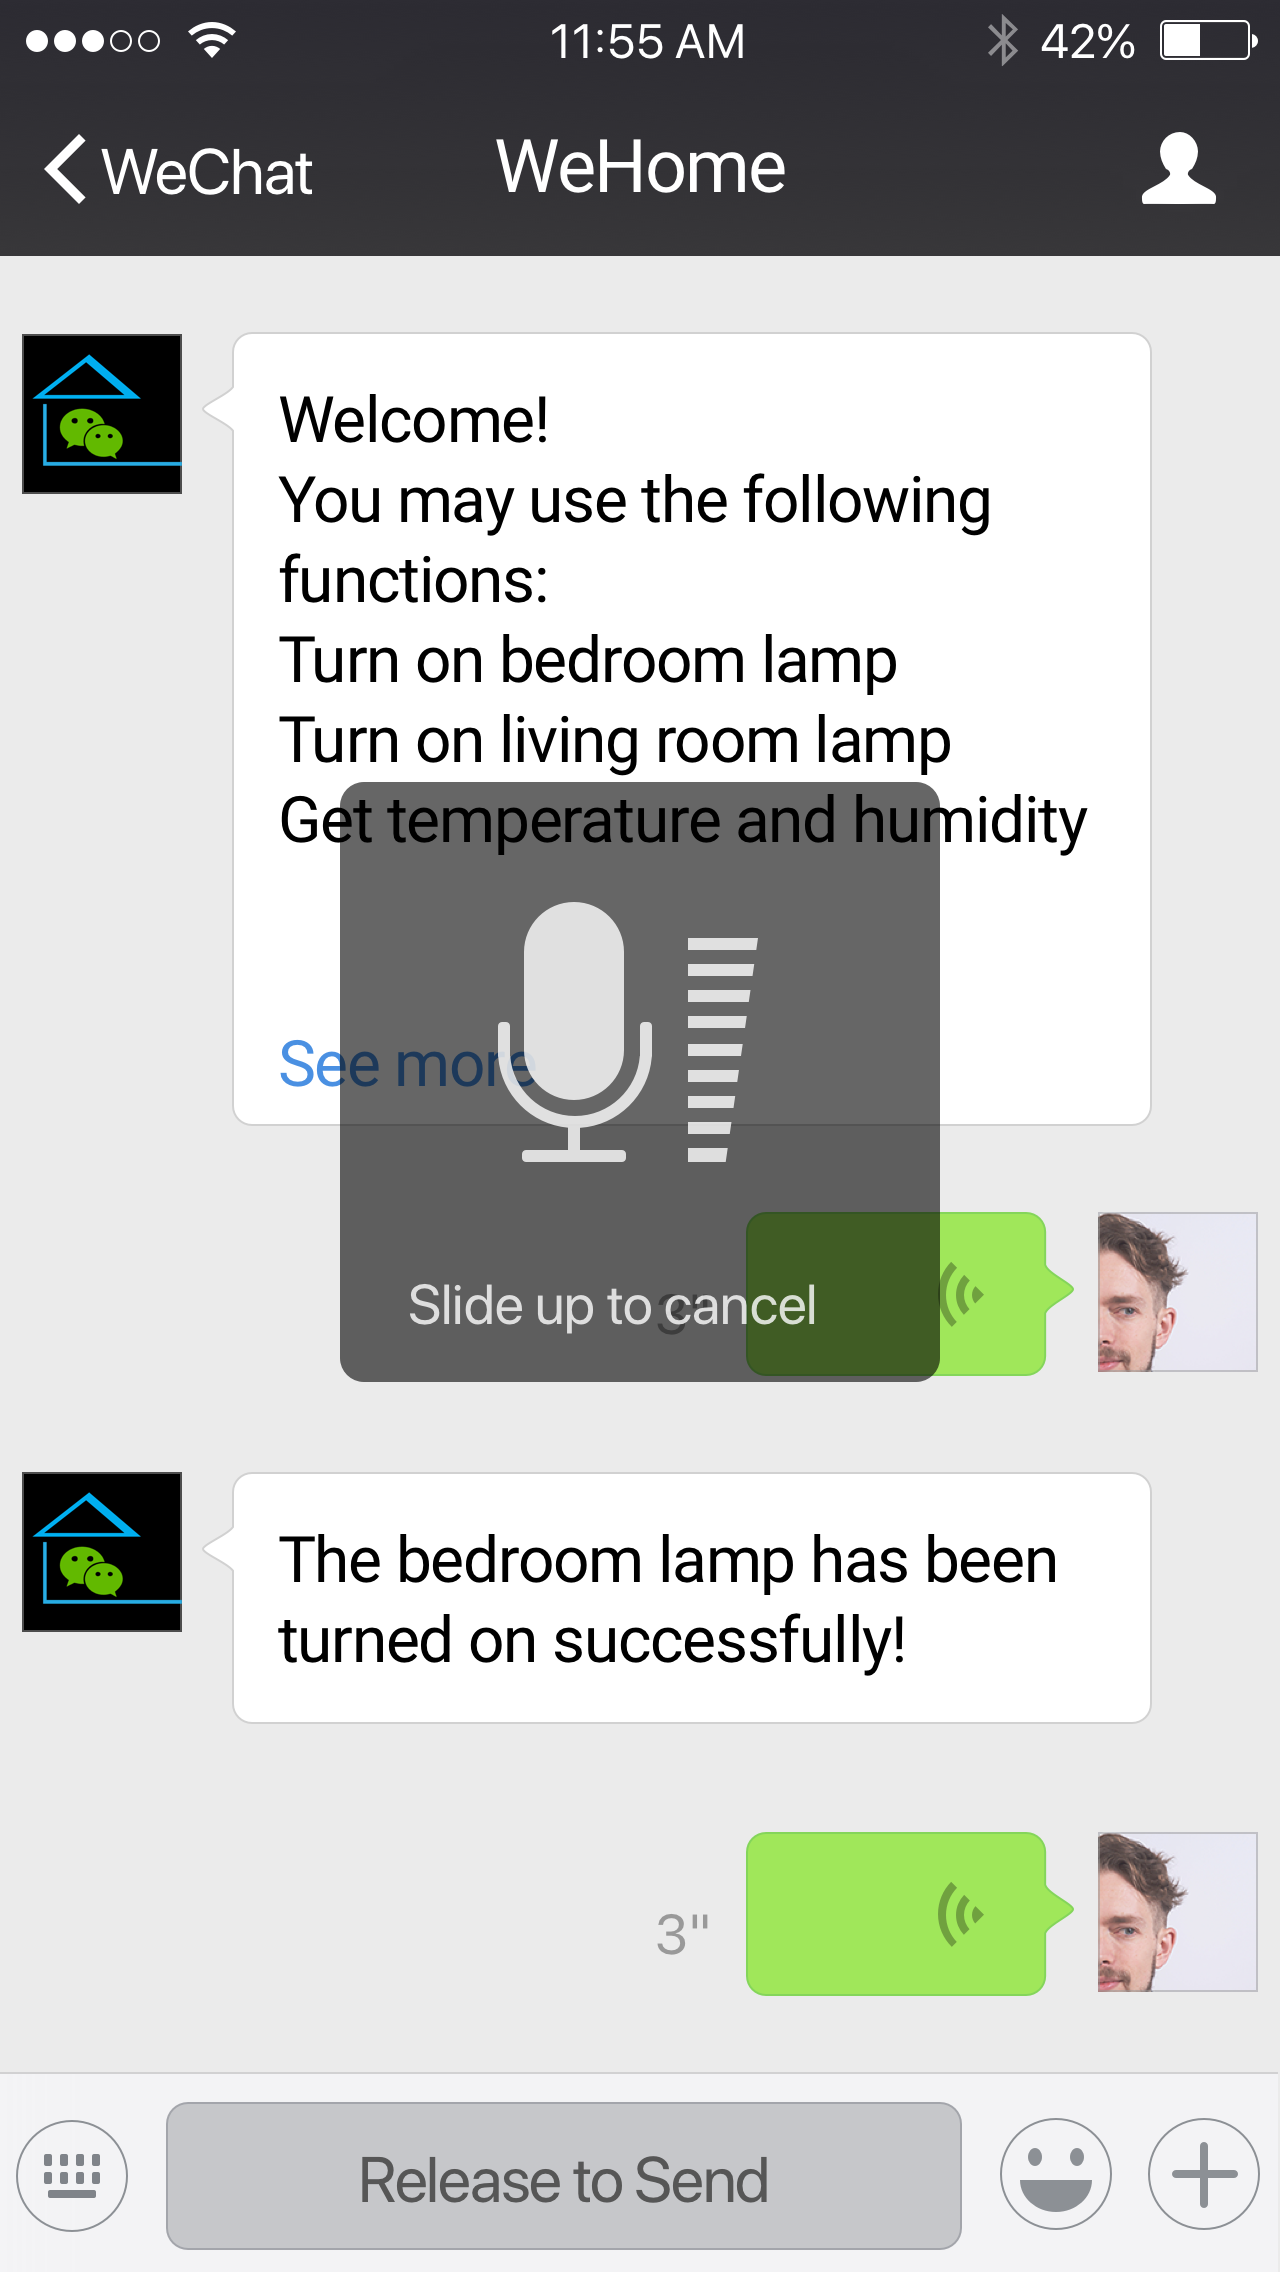 11:55 AM
42%
WeChat
WeHome
Welcome!
You may use the following
functions:
Turn on bedroom lamp
Turn on living room lamp
Get temperature and humidity
See more
3"
Slide up to cancel
The bedroom lamp has been
turned on successfully!
3"
Release to Send